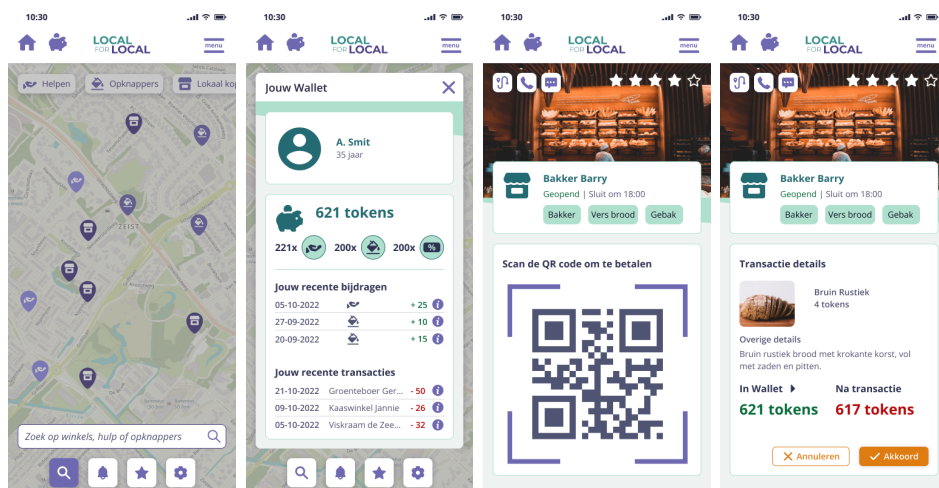 10:30
LOCAL
FOR LOCAL
menu
Helpen
Opknappers
Lokaal
ZEIST
Zoek op winkels, hulp of opknappers
10:30
LOCAL
FOR LOCAL
menu
Jouw Wallet
A. Smit
35 jaar
621 tokens
221x
200x
200x
%
Jouw recente bijdragen
05-10-2022 + 25 i
27-09-2022 + 10 i
20-09-2022 + 15 i
Jouw recente transacties
21-10-2022 Groenteboer Ger... - 50 i
09-10-2022 Kaaswinkel Jannie - 26 i
05-10-2022 Viskraam de Zee... - 32 i
10:30
LOCAL
FOR LOCAL
menu
Bakker Barry
Geopend | Sluit om 18:00
Bakker Vers brood Gebak
Scan de QR code om te betalen
10:30
LOCAL
FOR LOCAL
menu
Bakker Barry
Geopend | Sluit om 18:00
Bakker Vers brood Gebak
Transactie details
Bruin Rustiek
4 tokens
Overige details
Bruin rustiek brood met krokante korst, vol
met zaden en pitten.
In Wallet Na transactie
621 tokens 617 tokens
Annuleren Akkoord